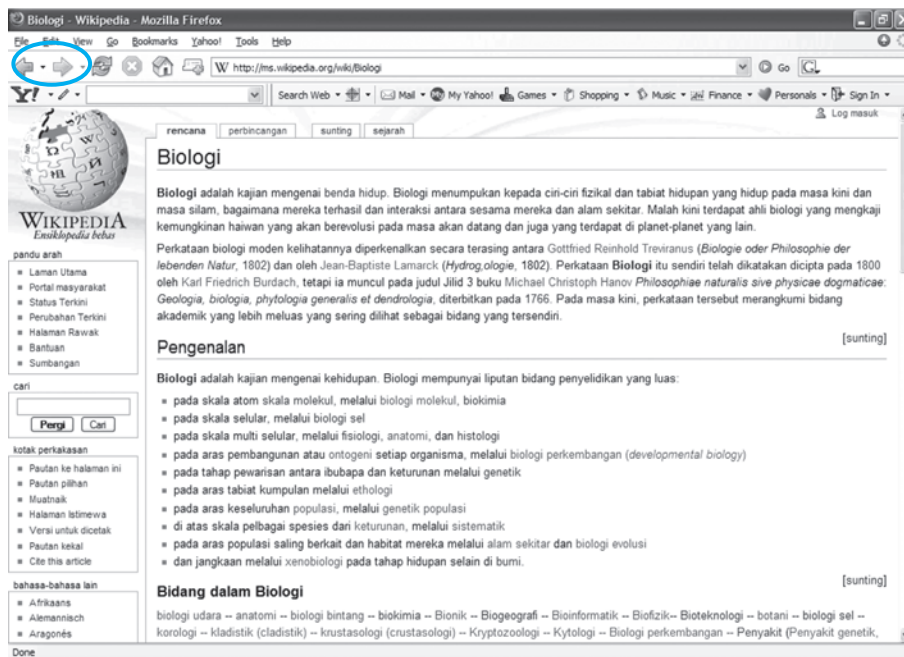 Biologi - Wikipedia - Mozilla Firefox
File Edit View Go Bookmarks Yahoo! Tools Help
W http://ms.wikipedia.org/wiki/Biologi Go G
Y! Search Web Mail My Yahoo! Games Shopping Music Finance Personals Sign In
Log masuk
rencana perbincangan sunting sejarah
Biologi
Biologi adalah kajian mengenai benda hidup. Biologi menumpukan kepada ciri-ciri fizikal dan tabiat hidupan yang hidup pada masa kini dan
masa silam, bagaimana mereka terhasil dan interaksi antara sesama mereka dan alam sekitar. Malah kini terdapat ahli biologi yang mengkaji
kemungkinan haiwan yang akan berevolusi pada masa akan datang dan juga yang terdapat di planet-planet yang lain.
Perkataan biologi moden kelihatannya diperkenalkan secara terasing antara Gottfried Reinhold Treviranus (Biologie oder Philosophie der
lebenden Natur, 1802) dan oleh Jean-Baptiste Lamarck (Hydrog,ologie, 1802). Perkataan Biologi itu sendiri telah dikatakan dicipta pada 1800
oleh Karl Friedrich Burdach, tetapi ia muncul pada judul Jilid 3 buku Michael Christoph Hanov Philosophiae naturalis sive physicae dogmaticae:
Geologia, biologia, phytologia generalis et dendrologia, diterbitkan pada 1766. Pada masa kini, perkataan tersebut merangkumi bidang
akademik yang lebih meluas yang sering dilihat sebagai bidang yang tersendiri.
[sunting]
Pengenalan
Biologi adalah kajian mengenai kehidupan. Biologi mempunyai liputan bidang penyelidikan yang luas:
pada skala atom skala molekul, melalui biologi molekul, biokimia
pada skala selular, melalui biologi sel
pada skala multi selular, melalui fisiologi, anatomi, dan histologi
pada aras pembangunan atau ontogeni setiap organisma, melalui biologi perkembangan (developmental biology)
pada tahap pewarisan antara ibubapa dan keturunan melalui genetik
pada aras tabiat kumpulan melalui ethologi
pada aras keseluruhan populasi, melalui genetik populasi
di atas skala pelbagai spesies dari keturunan, melalui sistematik
pada aras populasi saling berkait dan habitat mereka melalui alam sekitar dan biologi evolusi
dan jangkaan melalui xenobiologi pada tahap hidupan selain di bumi.
[sunting]
Bidang dalam Biologi
biologi udara -- anatomi -- biologi bintang -- biokimia -- Bionik -- Biogeografi -- Bioinformatik -- Biofizik-- Bioteknologi -- botani -- biologi sel --
korologi -- kladistik (cladistik) -- krustasologi (crustasologi) -- Kryptozoologi -- Kytologi -- Biologi perkembangan -- Penyakit (Penyakit genetik,
WIKIPEDIA
Ensiklopedia bebas
pandu arah
Laman Utama
Portal masyarakat
Status Terkini
Perubahan Terkini
Halaman Rawak
Bantuan
Sumbangan
cari
Pergi Cari
kotak perkakasan
Pautan ke halaman ini
Pautan pilihan
Muatnaik
Halaman Istimewa
Versi untuk dicetak
Pautan kekal
Cite this article
bahasa-bahasa lain
Afrikaans
Alemannisch
Aragonés
Done